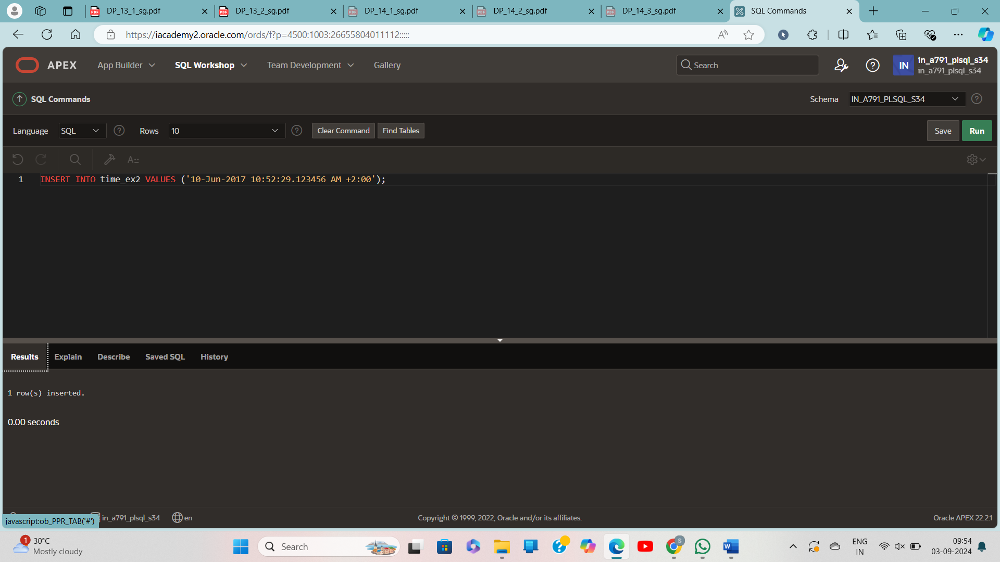 DP_13_1_sg.pdf
DP_13_2_sg.pdf
DP_14_1_sg.pdf
DP_14_2_sg.pdf
DP_14_3_sg.pdf
SQL Commands
https://iacademy2.oracle.com/ords/f?p=4500:1003:26655804011112:::::
APEX
App Builder
SQL Workshop
Team Development
Gallery
Search
IN
in_a791_plsql_s34
in_a791_plsql_s34
SQL Commands
Schema
IN_A791_PLSQL_S34
Language
SQL
Rows
10
Clear Command
Find Tables
Save
Run
1 INSERT INTO time_ex2 VALUES ('10-Jun-2017 10:52:29.123456 AM +2:00');
Results
Explain
Describe
Saved SQL
History
1 row(s) inserted.
0.00 seconds
javascript:ob_PPR_TAB('#')
in_a791_plsql_s34
en
Copyright © 1999, 2022, Oracle and/or its affiliates.
Oracle APEX 22.2.1
1
30°C
Mostly cloudy
Search
S
ENG
IN
09:54
03-09-2024